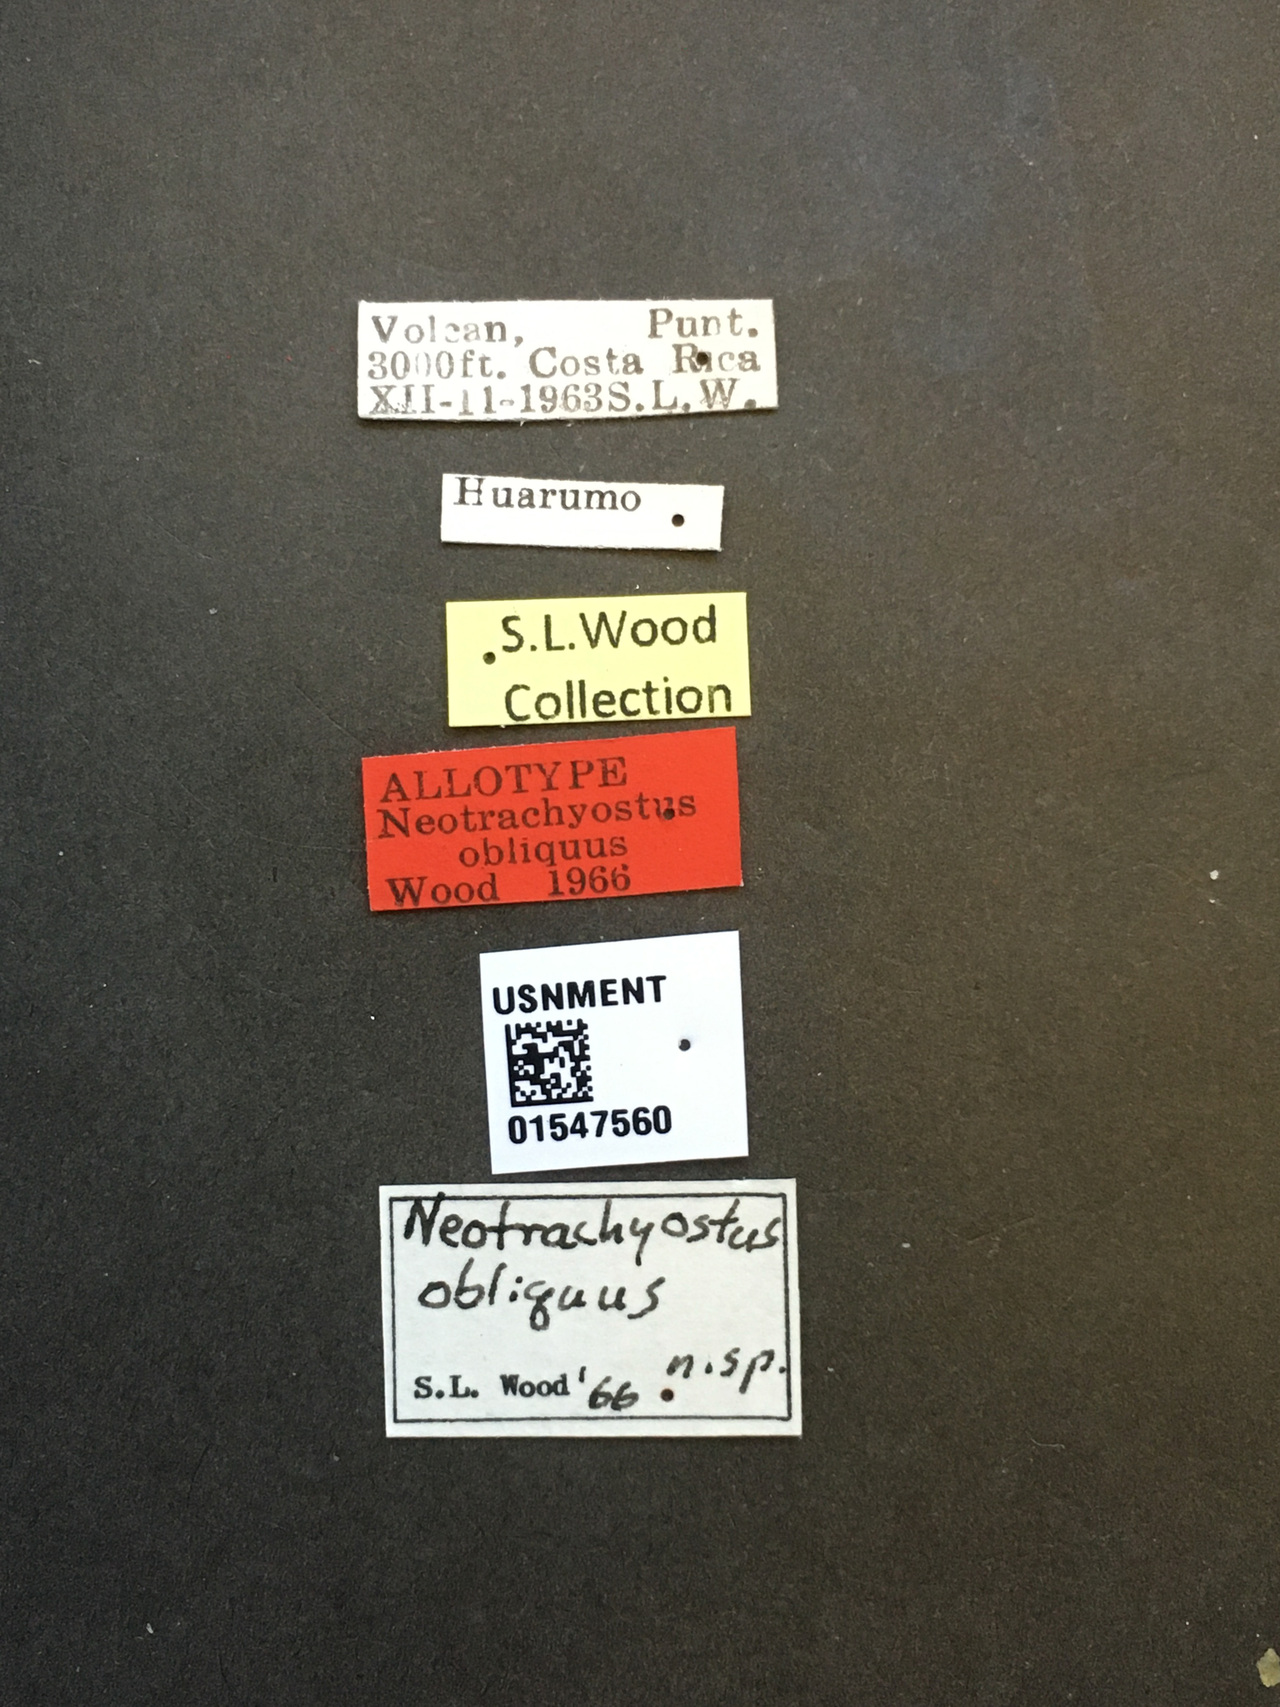 Volcan, Punt.
3000ft. Costa Rica
XII-11-1963S.L.W.
Huarumo
S.L.Wood
Collection
ALLOTYPE
Neotrachyostus
obliquus
Wood 1966
USNMENT
01547560
Neotrachyostus
obliquus
n.sp.
S.L. Wood '66